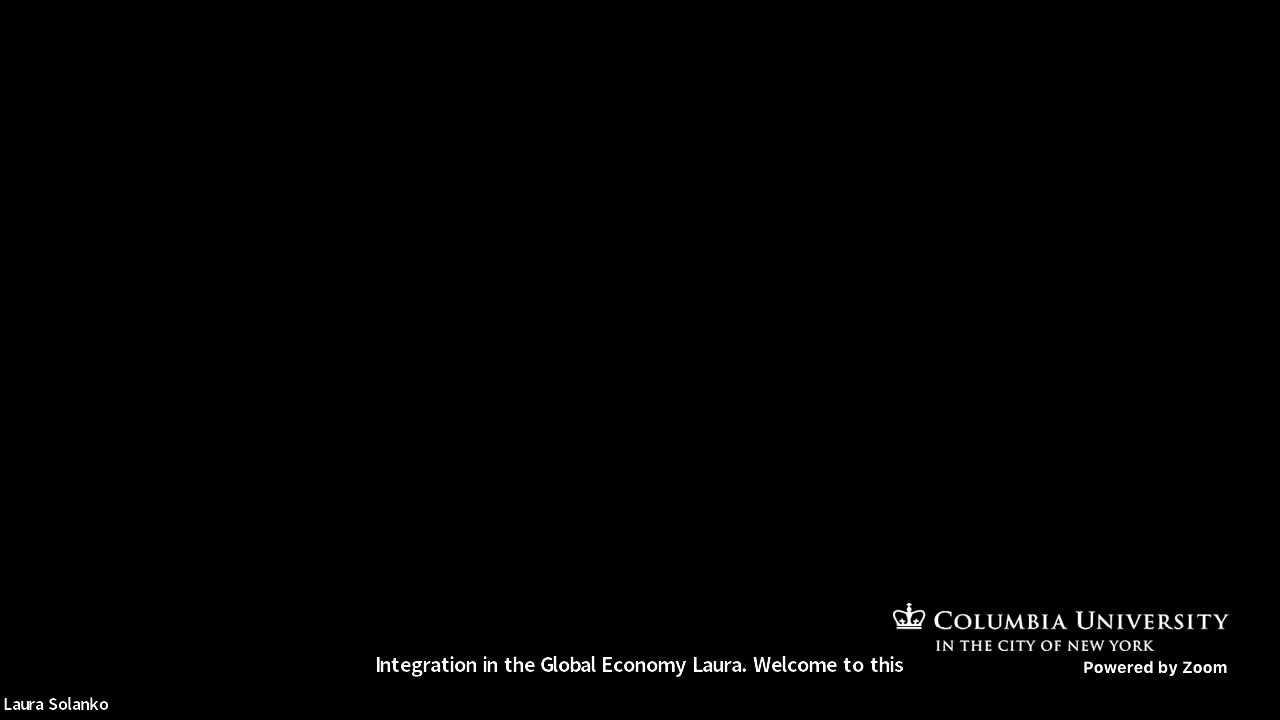 COLUMBIA UNIVERSITY
IN THE CITY OF NEW YORK
Integration in the Global Economy Laura. Welcome to this
Powered by Zoom
Laura Solanko